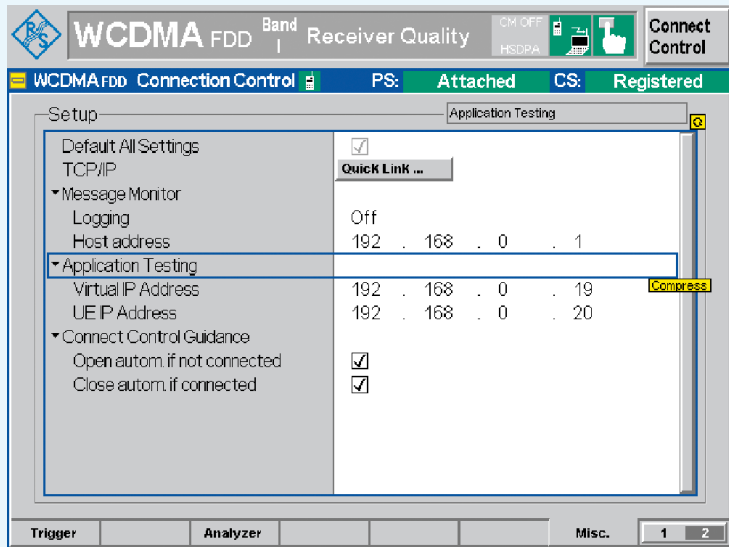 R&S
WCDMA FDD Band I Receiver Quality CM OFF HSDPA Connect Control
WCDMA FDD Connection Control PS: Attached CS: Registered
Setup Application Testing
Default All Settings
TCP/IP Quick Link ...
Message Monitor
Logging Off
Host address 192 . 168 . 0 . 1
Application Testing
Compress
Virtual IP Address 192 . 168 . 0 . 19
UE IP Address 192 . 168 . 0 . 20
Connect Control Guidance
Open autom. if not connected
Close autom. if connected
Trigger Analyzer Misc. 1 2